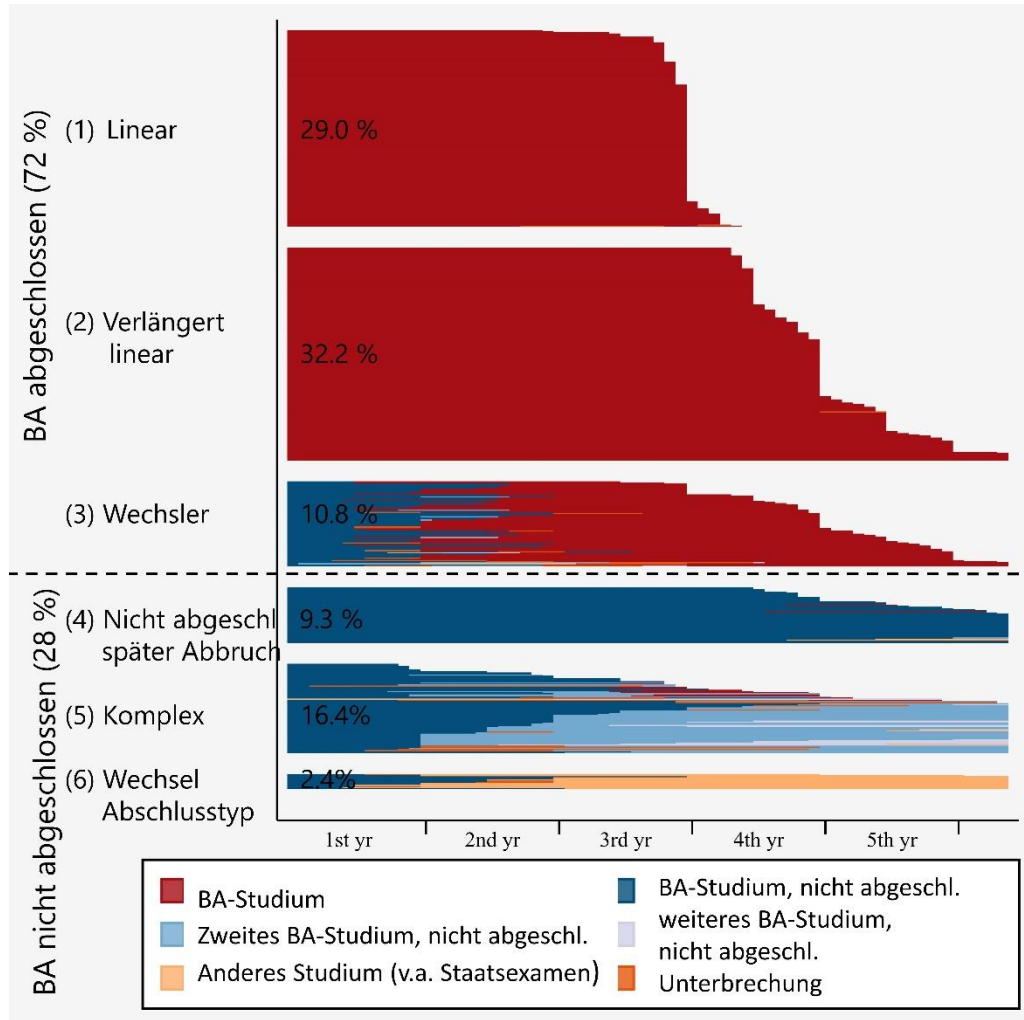 BA abgeschlossen (72 %)
(1) Linear
29.0 %
(2) Verlängert
linear
32.2 %
(3) Wechsler
10.8 %
BA nicht abgeschlossen (28 %)
(4) Nicht abgeschl
später Abbruch
9.3 %
(5) Komplex
16.4%
(6) Wechsel
Abschlusstyp
2.4%
1st yr
2nd yr
3rd yr
4th yr
5th yr
BA-Studium
Zweites BA-Studium, nicht abgeschl.
Anderes Studium (v.a. Staatsexamen)
BA-Studium, nicht abgeschl.
weiteres BA-Studium,
nicht abgeschl.
Unterbrechung